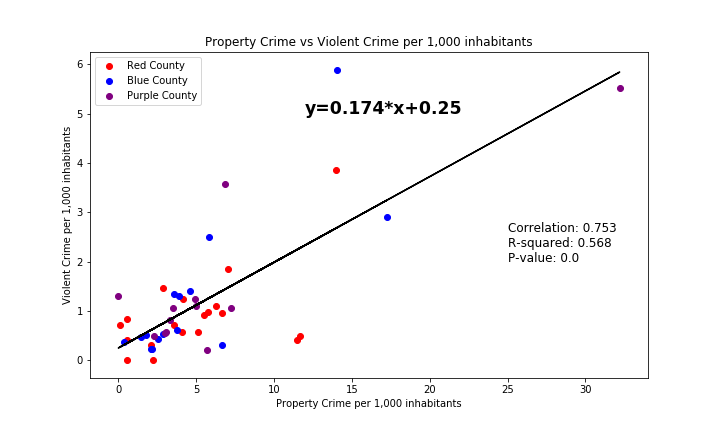 Property Crime vs Violent Crime per 1,000 inhabitants
Red County
Blue County
Purple County
y=0.174*x+0.25
Correlation: 0.753
R-squared: 0.568
P-value: 0.0
Violent Crime per 1,000 inhabitants
6
5
4
3
2
1
0
0
5
10
15
20
25
30
Property Crime per 1,000 inhabitants